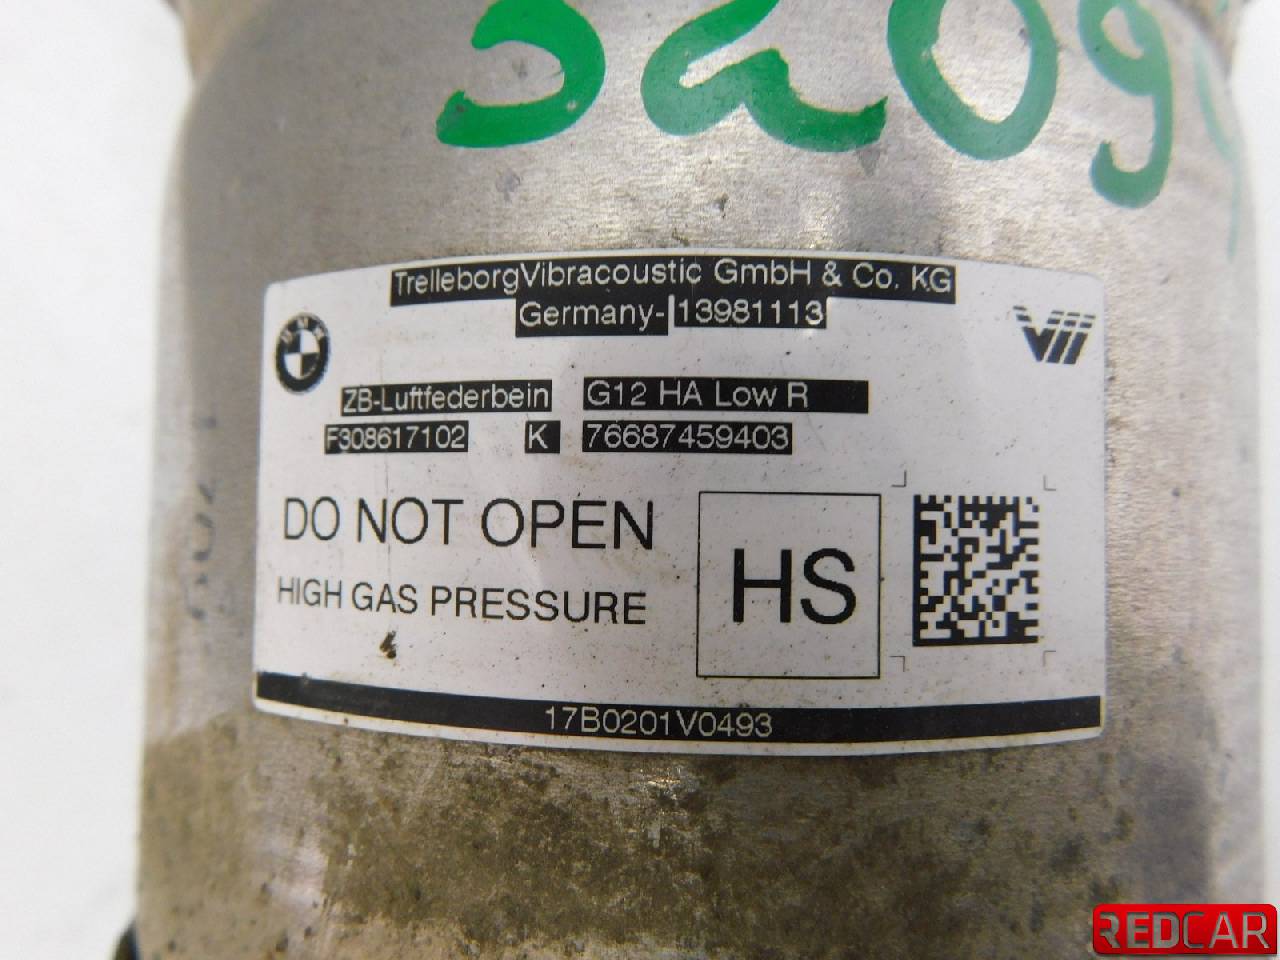 TrelleborgVibracoustic GmbH & Co. KG
Germany- 13981113
ZB-Luftfederbein G12 HA Low R
F308617102 K 76687459403
DO NOT OPEN
HIGH GAS PRESSURE
HS
17B0201V0493
REDCAR